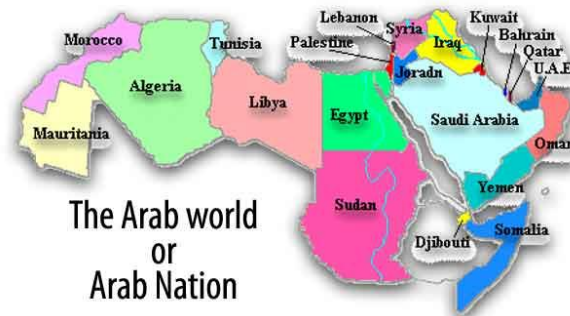 Lebanon
Syria
Kuwait
Morocco
Tunisia
Palestine
Iraq
Bahrain
Joradn
Qatar
Algeria
U.A.E
Libya
Egypt
Saudi Arabia
Mauritania
Oman
Sudan
Yemen
Somalia
Djibouti
The Arab world
or
Arab Nation